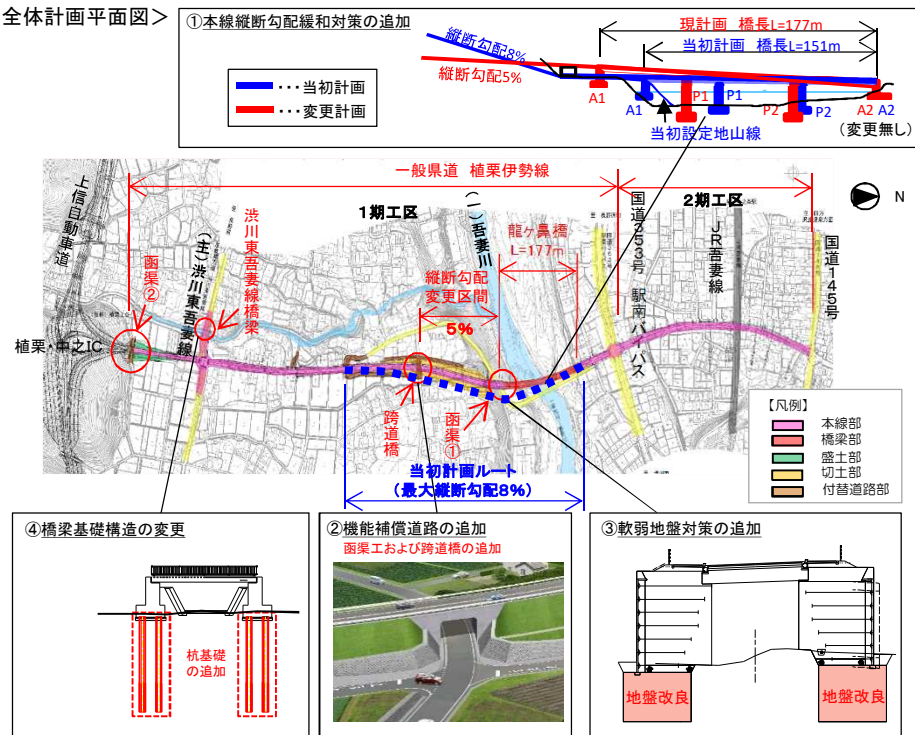 全体計画平面図＞
①本線縦断勾配緩和対策の追加
現計画　橋長L=177m
当初計画　橋長L=151m
縦断勾配8%
縦断勾配5%
・・・当初計画
・・・変更計画
A1
A1
P1
P1
P2
P2
A2
A2
(変更無し)
当初設定地山線
一般県道　植栗伊勢線
1期工区
2期工区
N
上信自動車道
函渠②
(主)渋川東吾妻線
渋川東吾妻線橋梁
(一)吾妻川
龍ヶ鼻橋
L=177m
縦断勾配
変更区間
5%
国道353号　駅南バイパス
JR吾妻線
国道145号
植栗・中之IC
跨道橋
函渠①
当初計画ルート
(最大縦断勾配8%)
【凡例】
本線部
橋梁部
盛土部
切土部
付替道路部
④橋梁基礎構造の変更
杭基礎
の追加
②機能補償道路の追加
函渠工および跨道橋の追加
③軟弱地盤対策の追加
地盤改良
地盤改良